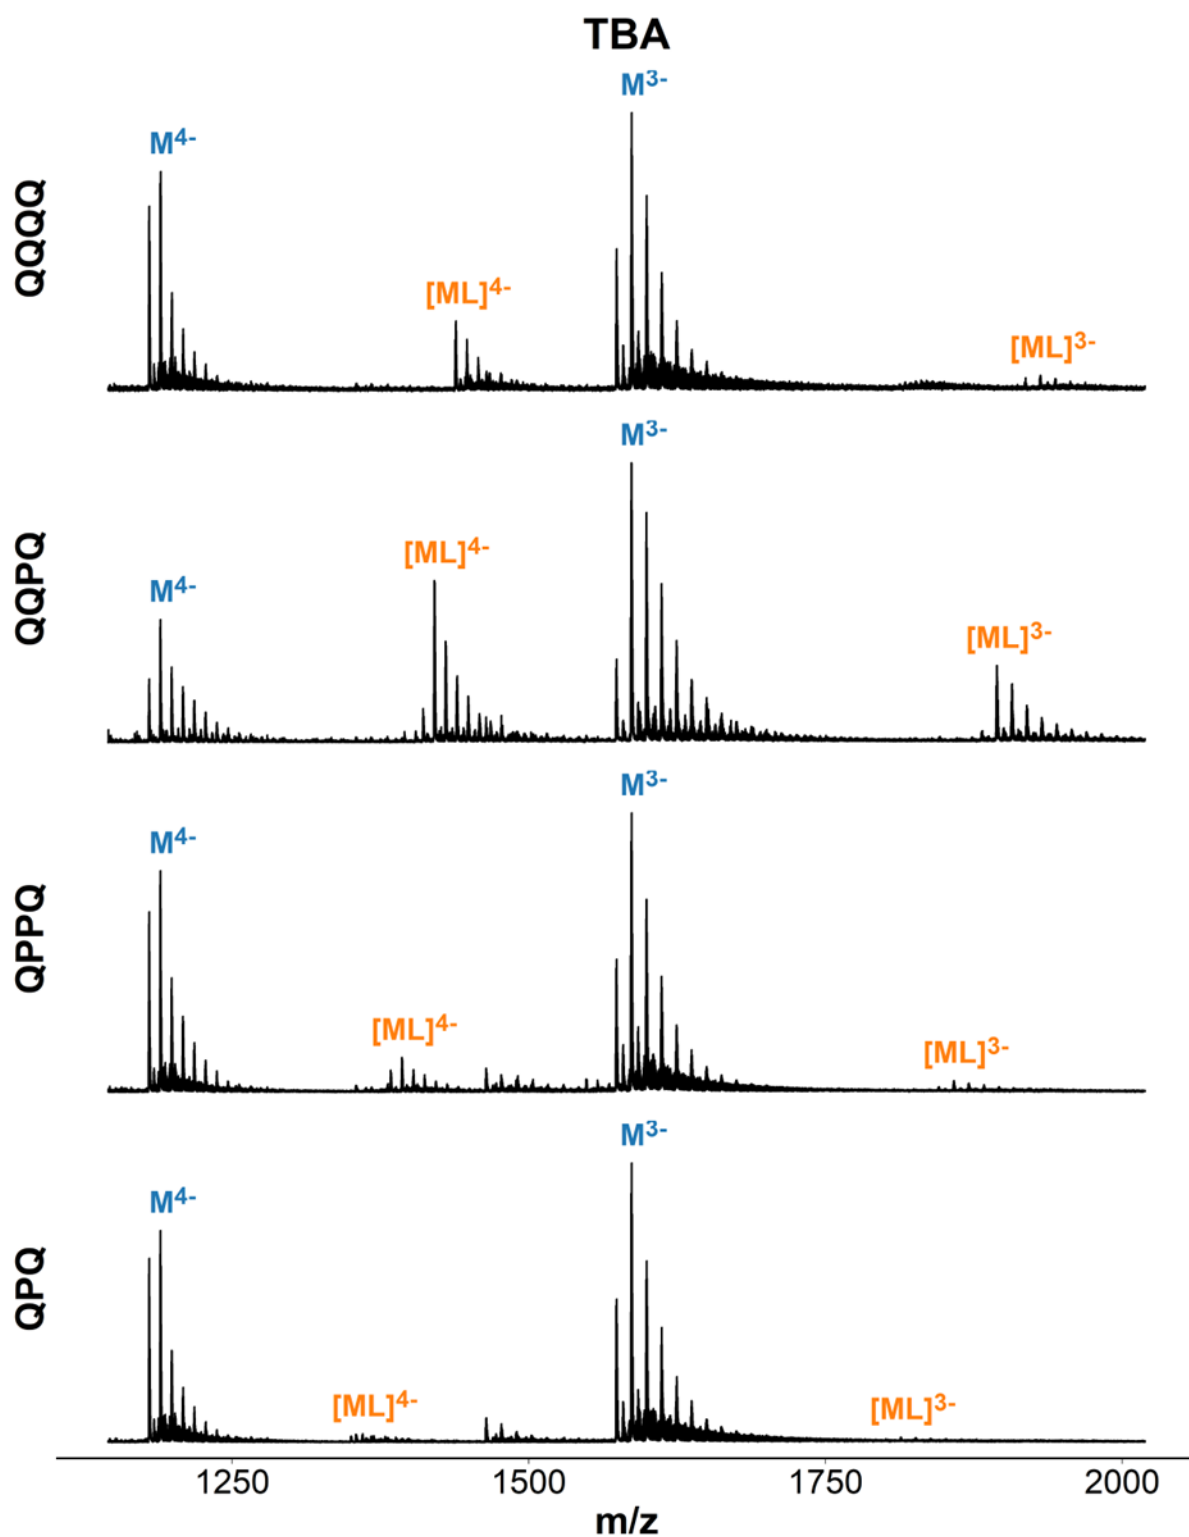 TBA
QQQQ
M4-
[ML]4-
M3-
[ML]3-
QQPQ
M4-
[ML]4-
M3-
[ML]3-
QPPQ
M4-
[ML]4-
M3-
[ML]3-
QPQ
M4-
[ML]4-
M3-
[ML]3-
1250 1500 1750 2000
m/z